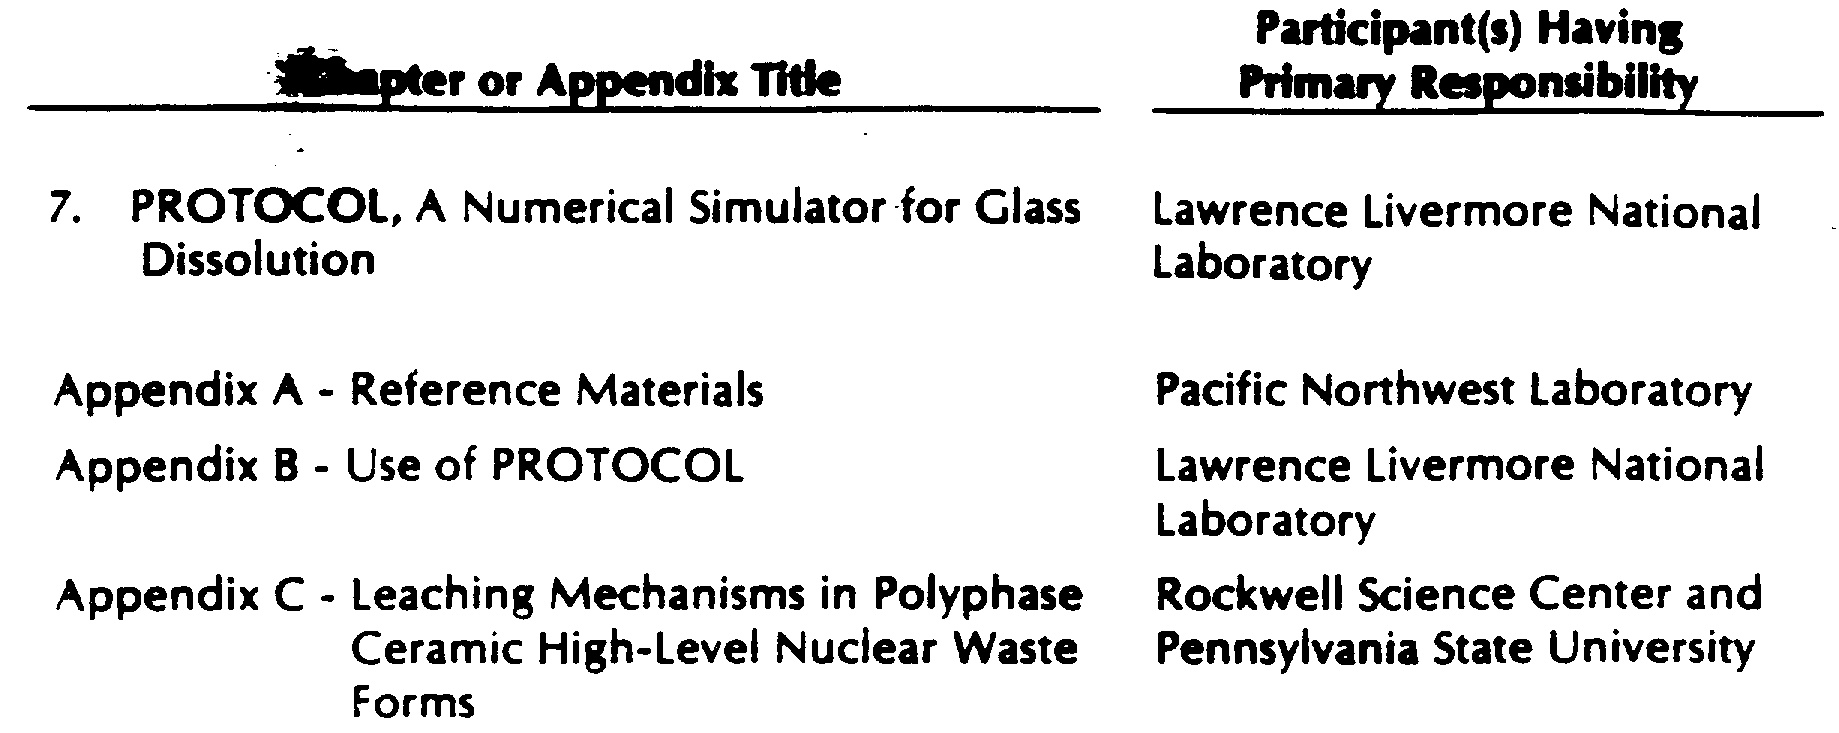 Participant(s) Having
Chapter or Appendix Title Primary Responsibility
7. PROTOCOL, A Numerical Simulator for Glass Lawrence Livermore National
Dissolution Laboratory
Appendix A - Reference Materials Pacific Northwest Laboratory
Appendix B - Use of PROTOCOL Lawrence Livermore National
Laboratory
Appendix C - Leaching Mechanisms in Polyphase Rockwell Science Center and
Ceramic High-Level Nuclear Waste Pennsylvania State University
Forms